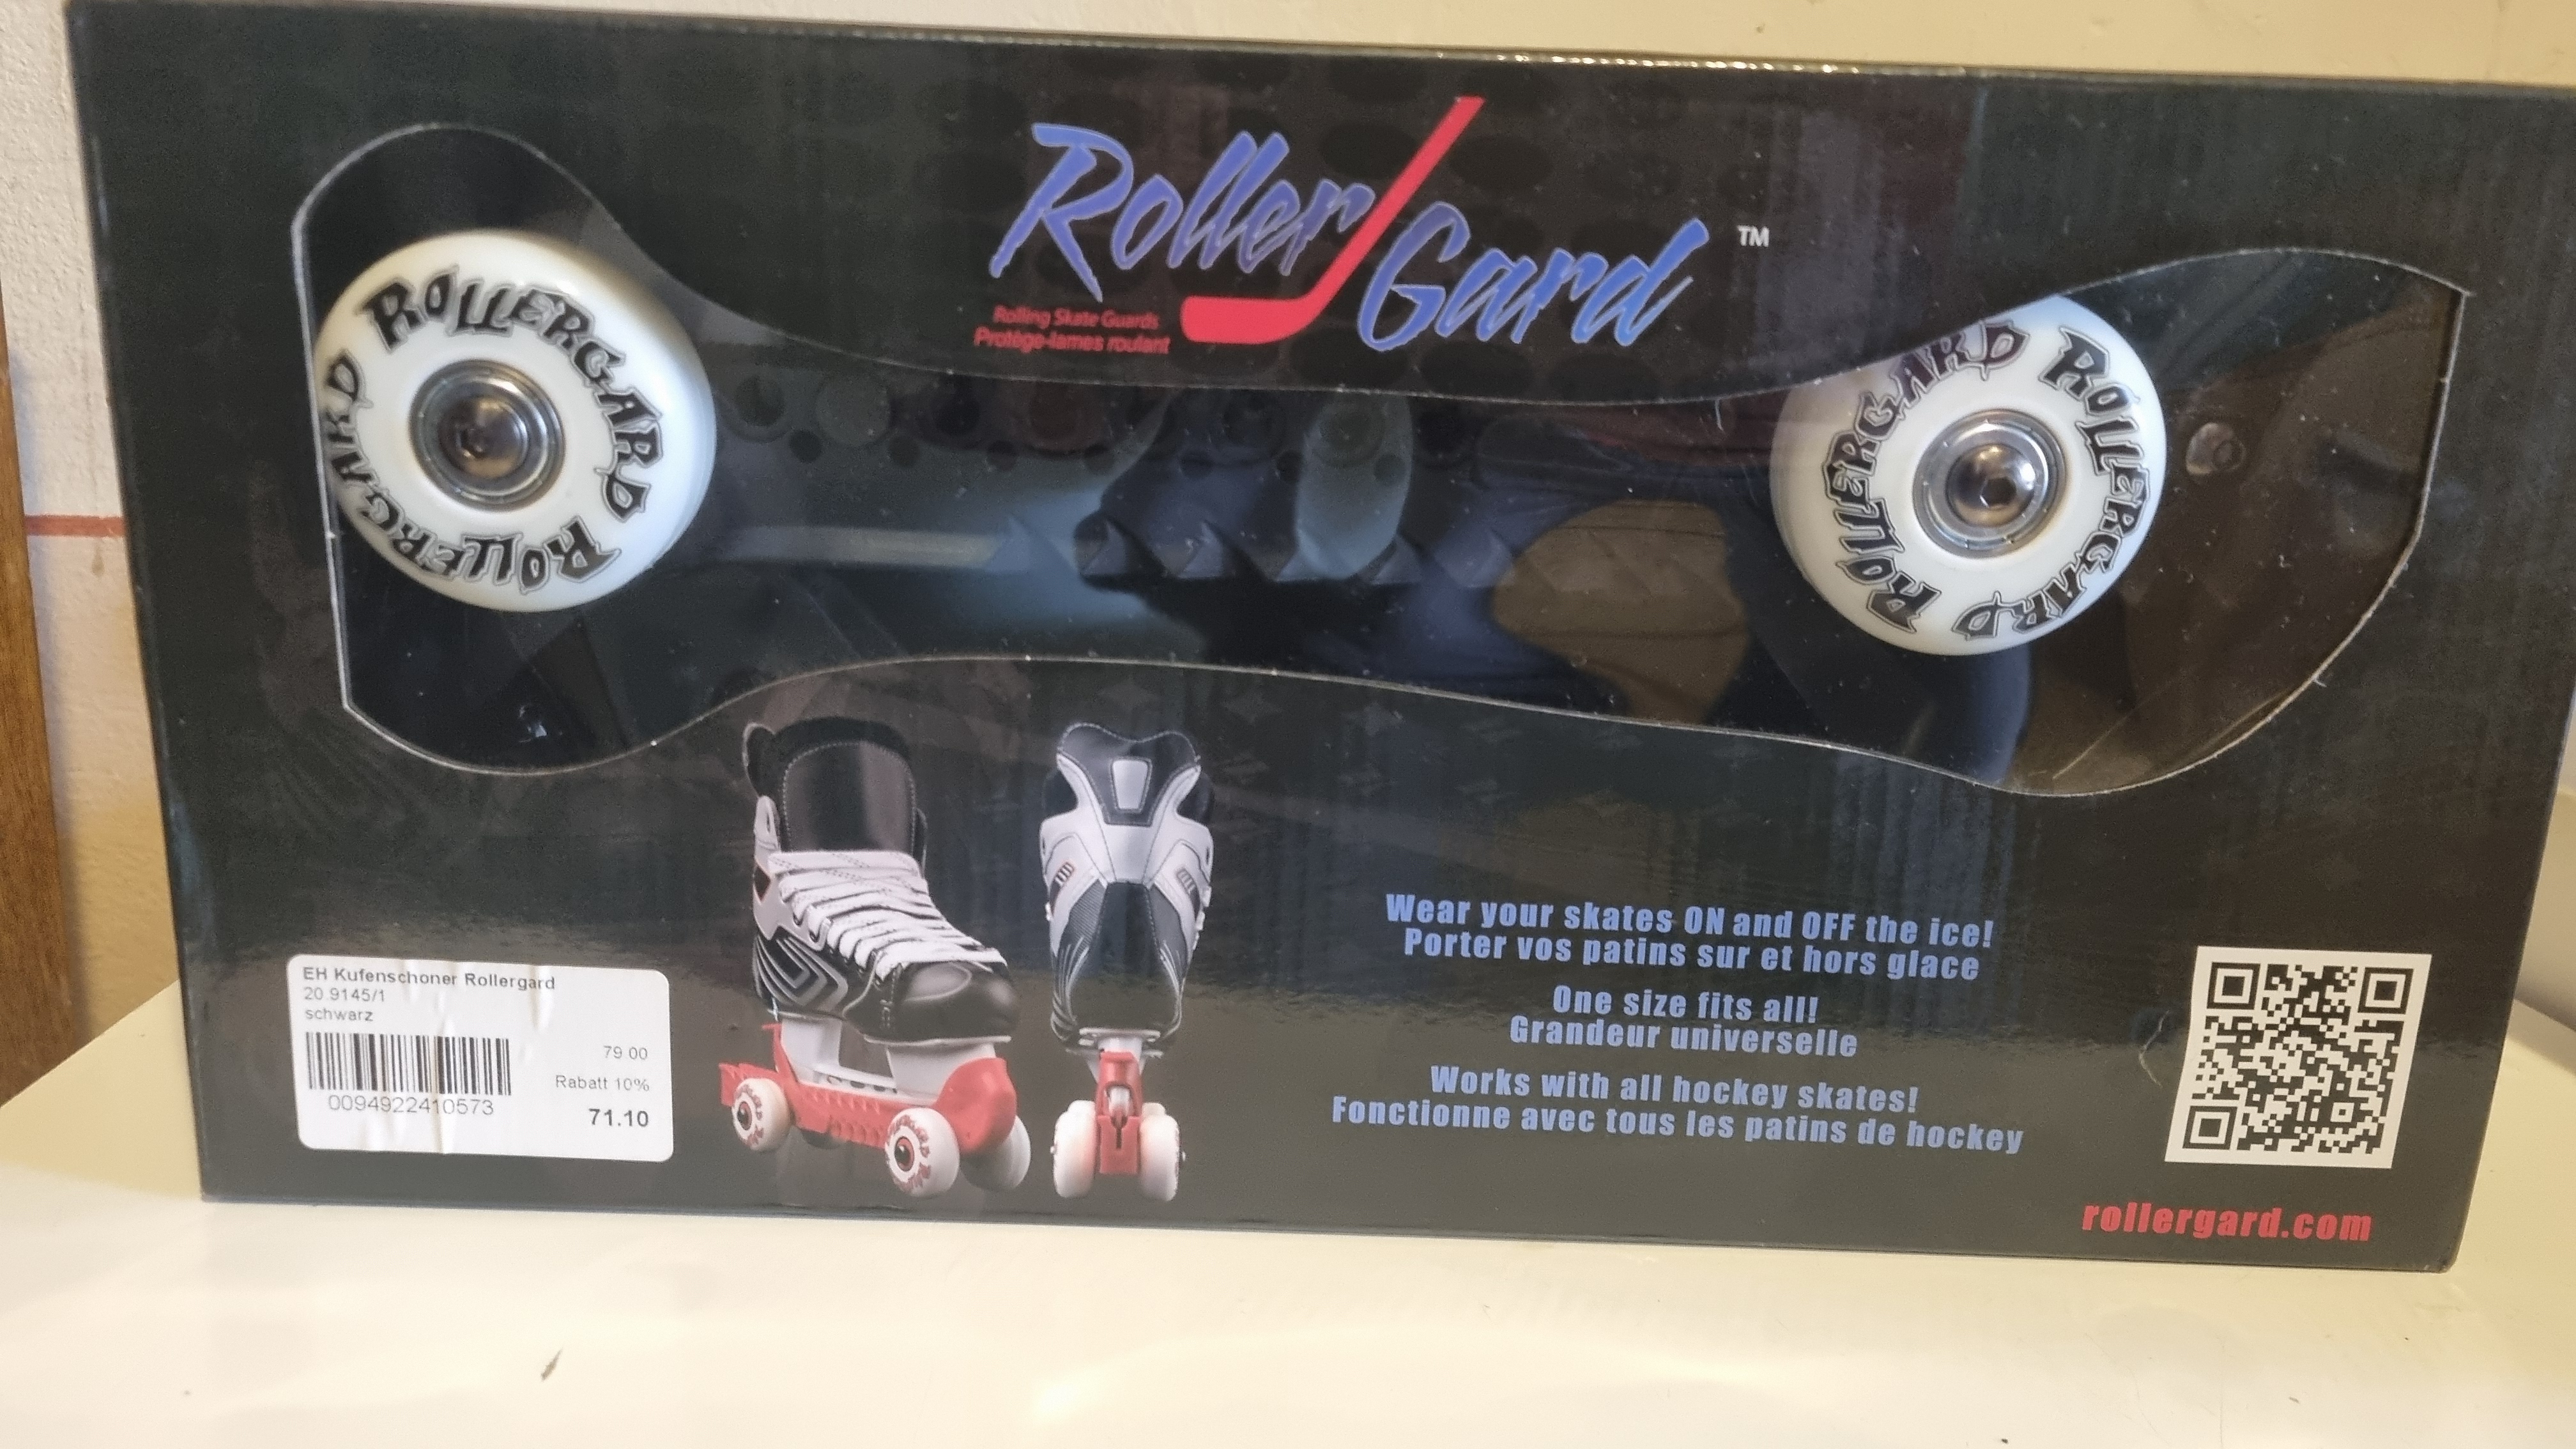 Roller Gard ™
Rolling Skate Guards
Protège-lames roulant
ROLLERGARD ROLLERGARD
ROLLERGARD ROLLERGARD
Wear your skates ON and OFF the ice!
Porter vos patins sur et hors glace
One size fits all!
Grandeur universelle
Works with all hockey skates!
Fonctionne avec tous les patins de hockey
rollergard.com
EH Kufenschoner Rollergard
20.9145/1
schwarz
79.00
Rabatt 10%
0094922410573
71.10